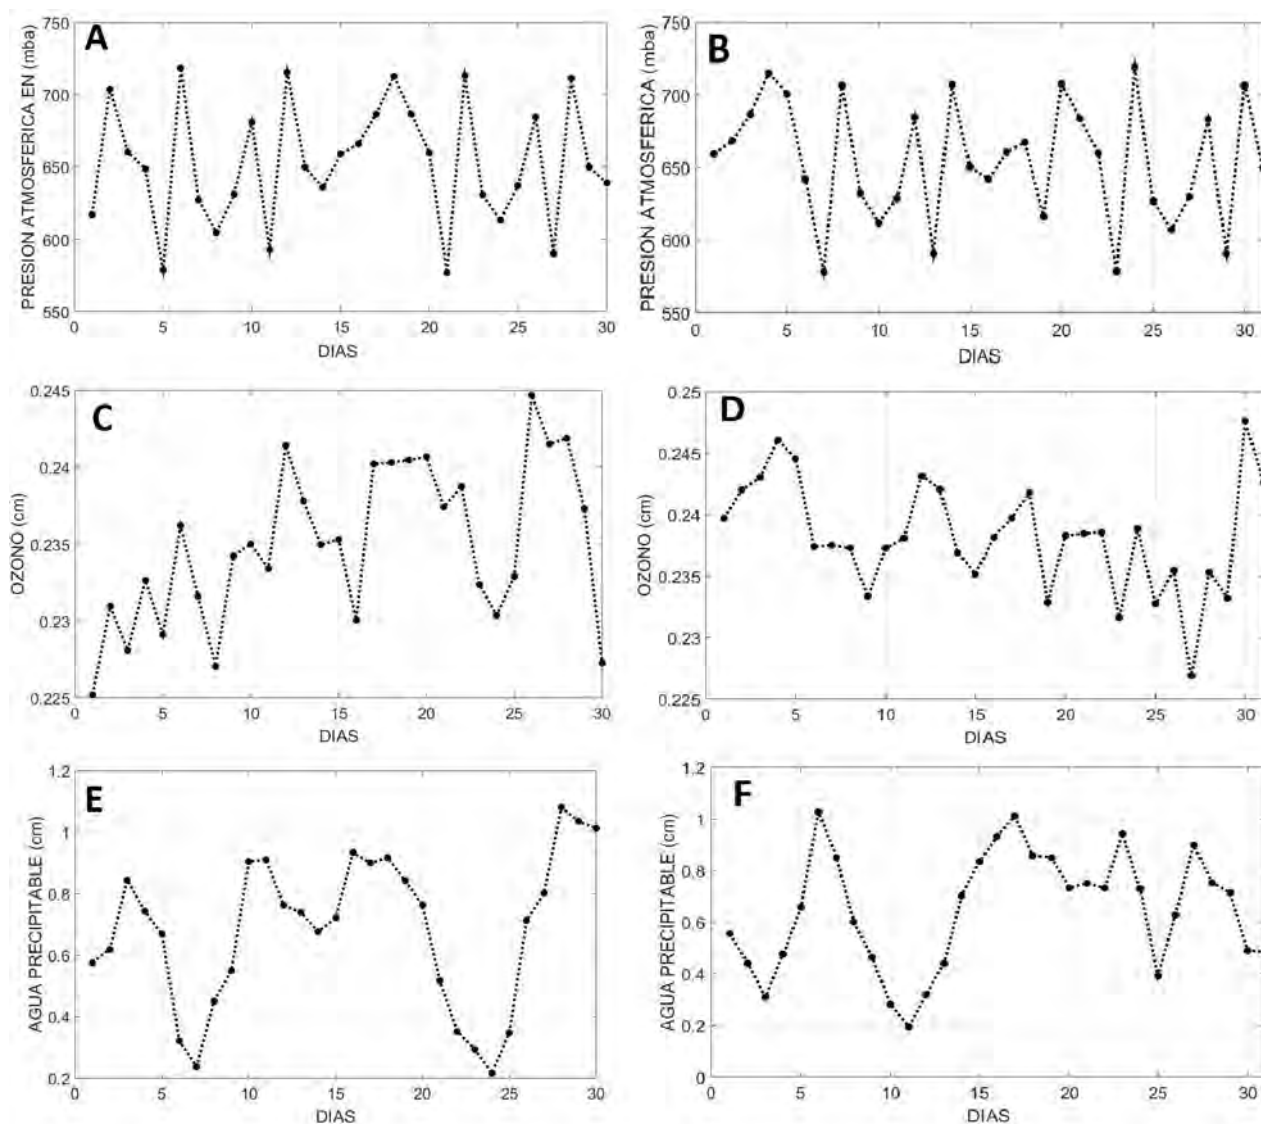 A
PRESION ATMOSFERICA EN (mba)
750
700
650
600
550
0 5 10 15 20 25 30
DIAS
B
PRESIÓN ATMOSFERICA (mba)
750
700
650
600
550
0 5 10 15 20 25 30
DIAS
C
OZONO (cm)
0.245
0.24
0.235
0.23
0.225
0 5 10 15 20 25 30
DIAS
D
OZONO (cm)
0.25
0.245
0.24
0.235
0.23
0.225
0 5 10 15 20 25 30
DIAS
E
AGUA PRECIPITABLE (cm)
1.2
1
0.8
0.6
0.4
0.2
0 5 10 15 20 25 30
DIAS
F
AGUA PRECIPITABLE (cm)
1.2
1
0.8
0.6
0.4
0.2
0
0 5 10 15 20 25 30
DIAS